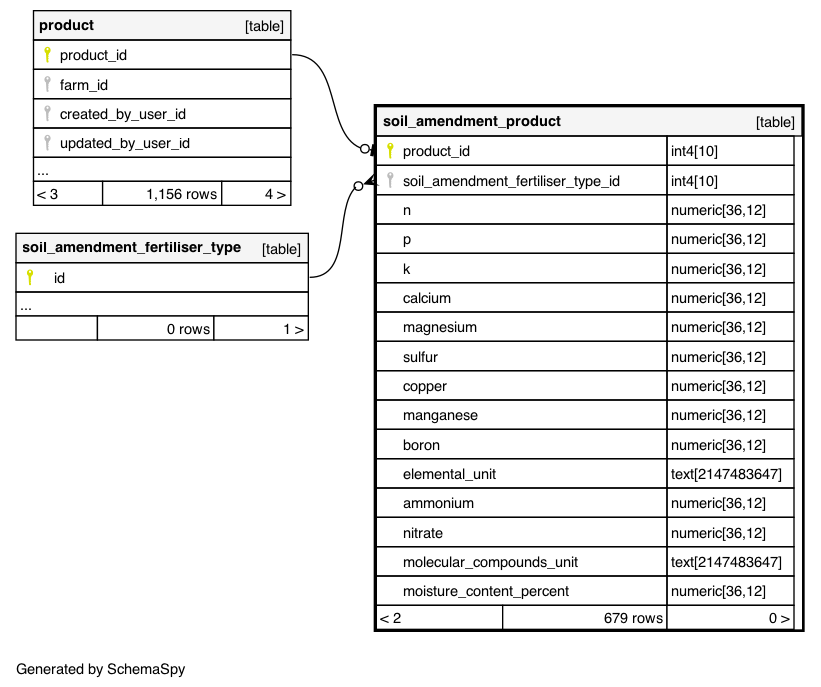 product [table]
product_id
farm_id
created_by_user_id
updated_by_user_id
...
< 3 1,156 rows 4 >
soil_amendment_fertiliser_type [table]
id
...
0 rows 1 >
soil_amendment_product [table]
product_id int4[10]
soil_amendment_fertiliser_type_id int4[10]
n numeric[36,12]
p numeric[36,12]
k numeric[36,12]
calcium numeric[36,12]
magnesium numeric[36,12]
sulfur numeric[36,12]
copper numeric[36,12]
manganese numeric[36,12]
boron numeric[36,12]
elemental_unit text[2147483647]
ammonium numeric[36,12]
nitrate numeric[36,12]
molecular_compounds_unit text[2147483647]
moisture_content_percent numeric[36,12]
< 2 679 rows 0 >
Generated by SchemaSpy